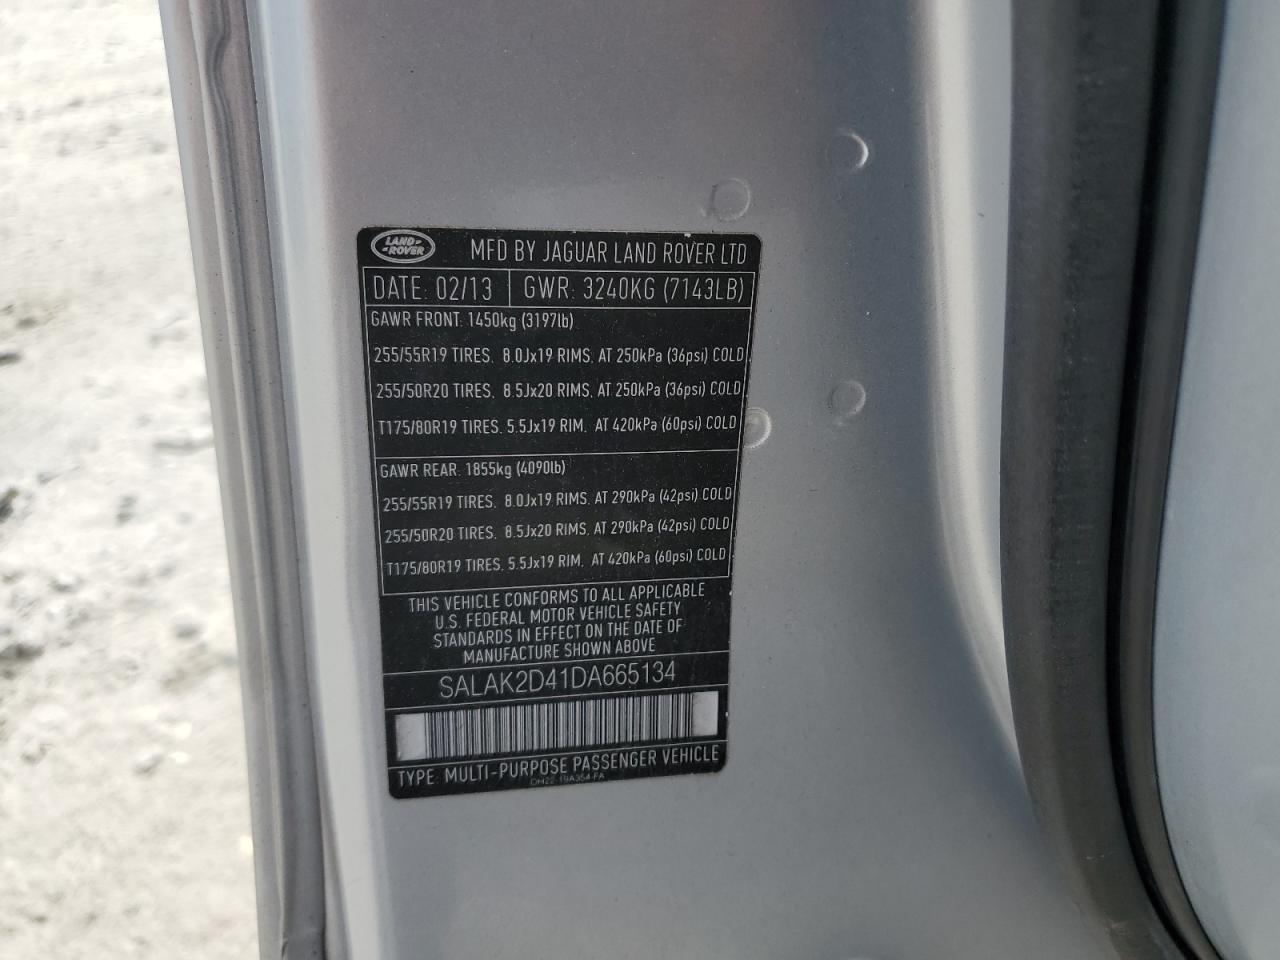 LAND-
-ROVER
MFD BY JAGUAR LAND ROVER LTD
DATE: 02/13 GWR: 3240KG (7143LB)
GAWR FRONT: 1450kg (3197lb)
255/55R19 TIRES. 8.0Jx19 RIMS. AT 250kPa (36psi) COLD
255/50R20 TIRES. 8.5Jx20 RIMS. AT 250kPa (36psi) COLD
T175/80R19 TIRES. 5.5Jx19 RIM. AT 420kPa (60psi) COLD
GAWR REAR: 1855kg (4090lb)
255/55R19 TIRES. 8.0Jx19 RIMS. AT 290kPa (42psi) COLD
255/50R20 TIRES. 8.5Jx20 RIMS. AT 290kPa (42psi) COLD
T175/80R19 TIRES. 5.5Jx19 RIM. AT 420kPa (60psi) COLD
THIS VEHICLE CONFORMS TO ALL APPLICABLE
U.S. FEDERAL MOTOR VEHICLE SAFETY
STANDARDS IN EFFECT ON THE DATE OF
MANUFACTURE SHOWN ABOVE
SALAK2D41DA665134
TYPE: MULTI-PURPOSE PASSENGER VEHICLE
DH22-19A354-FA